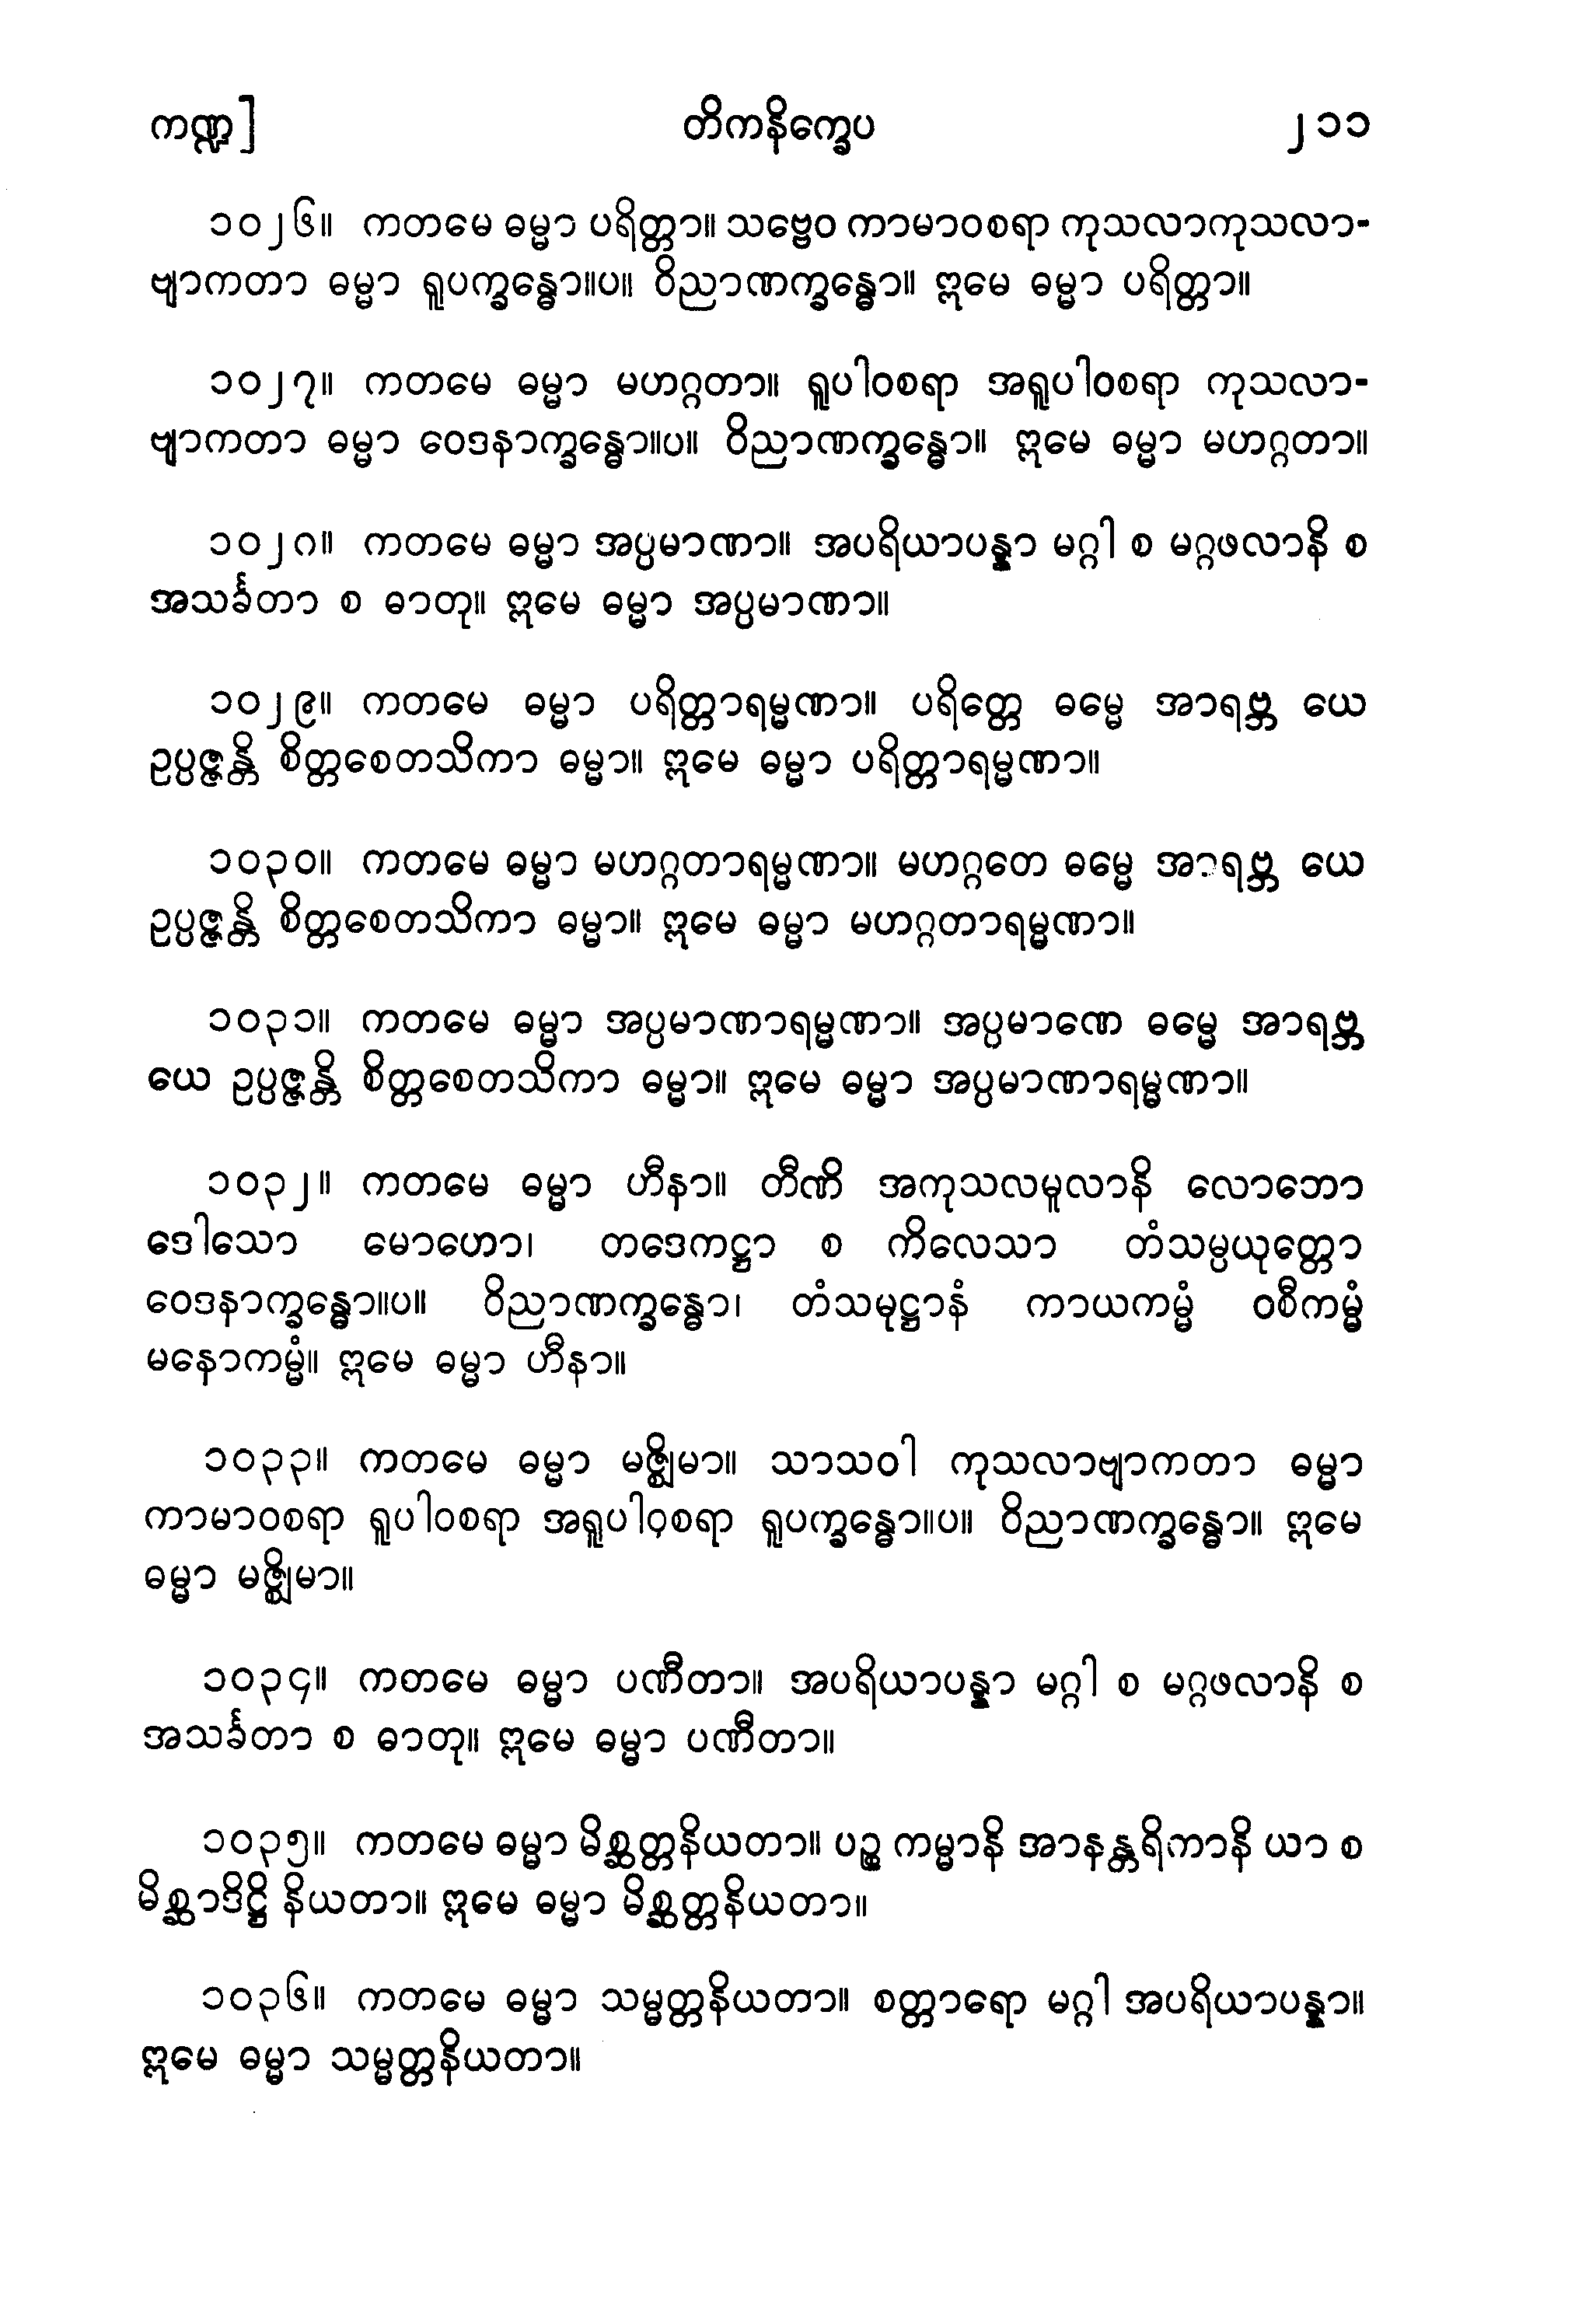 ကဏ္ဍ] တိကနိက္ခေပ ၂၁၁
၁၀၂၆။ ကတမေ ဓမ္မာ ပရိတ္တာ။ သဗ္ဗေဝ ကာမာဝစရာ ကုသလာကုသလာ-
ဗျာကတာ ဓမ္မာ ရူပက္ခန္ဓော။ပ။ ဝိညာဏက္ခန္ဓော။ ဣမေ ဓမ္မာ ပရိတ္တာ။
၁၀၂၇။ ကတမေ ဓမ္မာ မဟဂ္ဂတာ။ ရူပါဝစရာ အရူပါဝစရာ ကုသလာ-
ဗျာကတာ ဓမ္မာ ဝေဒနာက္ခန္ဓော။ပ။ ဝိညာဏက္ခန္ဓော။ ဣမေ ဓမ္မာ မဟဂ္ဂတာ။
၁၀၂၈။ ကတမေ ဓမ္မာ အပ္ပမာဏာ။ အပရိယာပန္နာ မဂ္ဂါ စ မဂ္ဂဖလာနိ စ
အသင်္ခတာ စ ဓာတု။ ဣမေ ဓမ္မာ အပ္ပမာဏာ။
၁၀၂၉။ ကတမေ ဓမ္မာ ပရိတ္တာရမ္မဏာ။ ပရိတ္တေ ဓမ္မေ အာရဗ္ဘ ယေ
ဥပ္ပဇ္ဇန္တိ စိတ္တစေတသိကာ ဓမ္မာ။ ဣမေ ဓမ္မာ ပရိတ္တာရမ္မဏာ။
၁၀၃၀။ ကတမေ ဓမ္မာ မဟဂ္ဂတာရမ္မဏာ။ မဟဂ္ဂတေ ဓမ္မေ အာရဗ္ဘ ယေ
ဥပ္ပဇ္ဇန္တိ စိတ္တစေတသိကာ ဓမ္မာ။ ဣမေ ဓမ္မာ မဟဂ္ဂတာရမ္မဏာ။
၁၀၃၁။ ကတမေ ဓမ္မာ အပ္ပမာဏာရမ္မဏာ။ အပ္ပမာဏေ ဓမ္မေ အာရဗ္ဘ
ယေ ဥပ္ပဇ္ဇန္တိ စိတ္တစေတသိကာ ဓမ္မာ။ ဣမေ ဓမ္မာ အပ္ပမာဏာရမ္မဏာ။
၁၀၃၂။ ကတမေ ဓမ္မာ ဟီနာ။ တီဏိ အကုသလမူလာနိ လောဘော
ဒေါသော မောဟော၊ တဒေကဋ္ဌာ စ ကိလေသာ တံသမ္ပယုတ္တော
ဝေဒနာက္ခန္ဓော။ပ။ ဝိညာဏက္ခန္ဓော၊ တံသမုဋ္ဌာနံ ကာယကမ္မံ ဝစီကမ္မံ
မနောကမ္မံ။ ဣမေ ဓမ္မာ ဟီနာ။
၁၀၃၃။ ကတမေ ဓမ္မာ မဇ္ဈိမာ။ သာသဝါ ကုသလာဗျာကတာ ဓမ္မာ
ကာမာဝစရာ ရူပါဝစရာ အရူပါဝစရာ ရူပက္ခန္ဓော။ပ။ ဝိညာဏက္ခန္ဓော။ ဣမေ
ဓမ္မာ မဇ္ဈိမာ။
၁၀၃၄။ ကတမေ ဓမ္မာ ပဏီတာ။ အပရိယာပန္နာ မဂ္ဂါ စ မဂ္ဂဖလာနိ စ
အသင်္ခတာ စ ဓာတု။ ဣမေ ဓမ္မာ ပဏီတာ။
၁၀၃၅။ ကတမေ ဓမ္မာ မိစ္ဆတ္တနိယတာ။ ပဉ္စ ကမ္မာနိ အာနန္တရိကာနိ ယာ စ
မိစ္ဆာဒိဋ္ဌိ နိယတာ။ ဣမေ ဓမ္မာ မိစ္ဆတ္တနိယတာ။
၁၀၃၆။ ကတမေ ဓမ္မာ သမ္မတ္တနိယတာ။ စတ္တာရော မဂ္ဂါ အပရိယာပန္နာ။
ဣမေ ဓမ္မာ သမ္မတ္တနိယတာ။